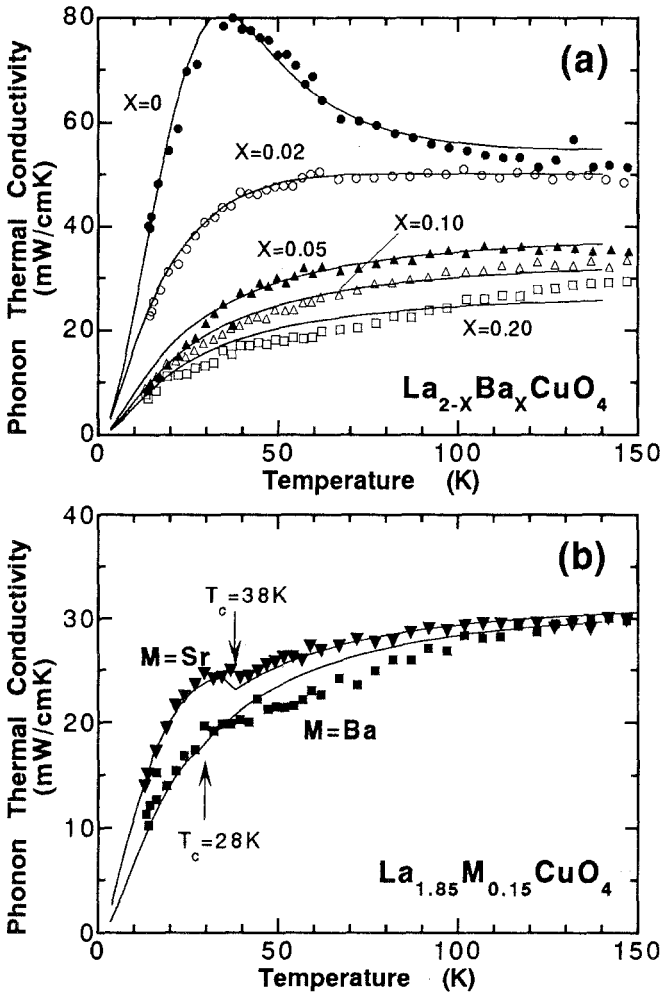 80
60
40
20
0
Phonon Thermal Conductivity
(mW/cmK)
(a)
X=0
X=0.02
X=0.05
X=0.10
X=0.20
La2-XBaXCuO4
0
50
100
150
Temperature (K)
40
30
20
10
0
Phonon Thermal Conductivity
(mW/cmK)
(b)
Tc=38K
M=Sr
M=Ba
Tc=28K
La1.85M0.15CuO4
0
50
100
150
Temperature (K)